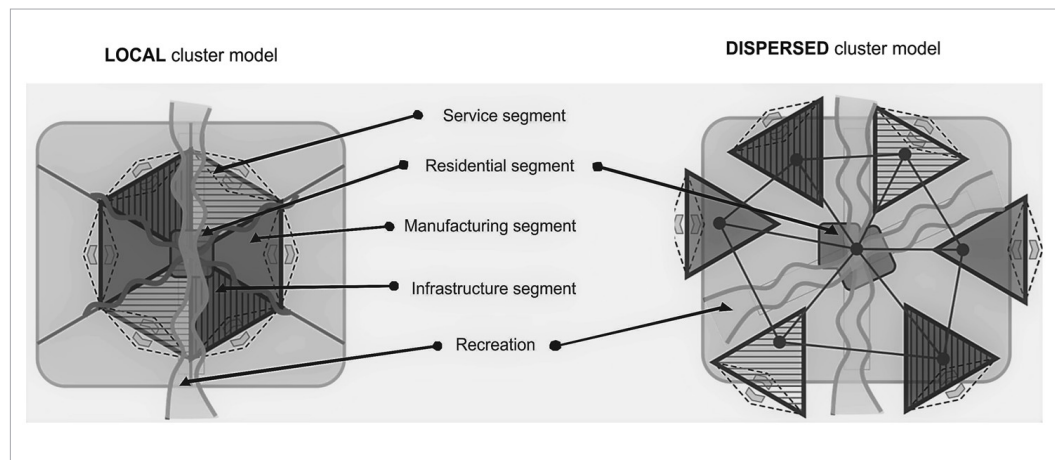 LOCAL cluster model
DISPERSED cluster model
Service segment
Residential segment
Manufacturing segment
Infrastructure segment
Recreation